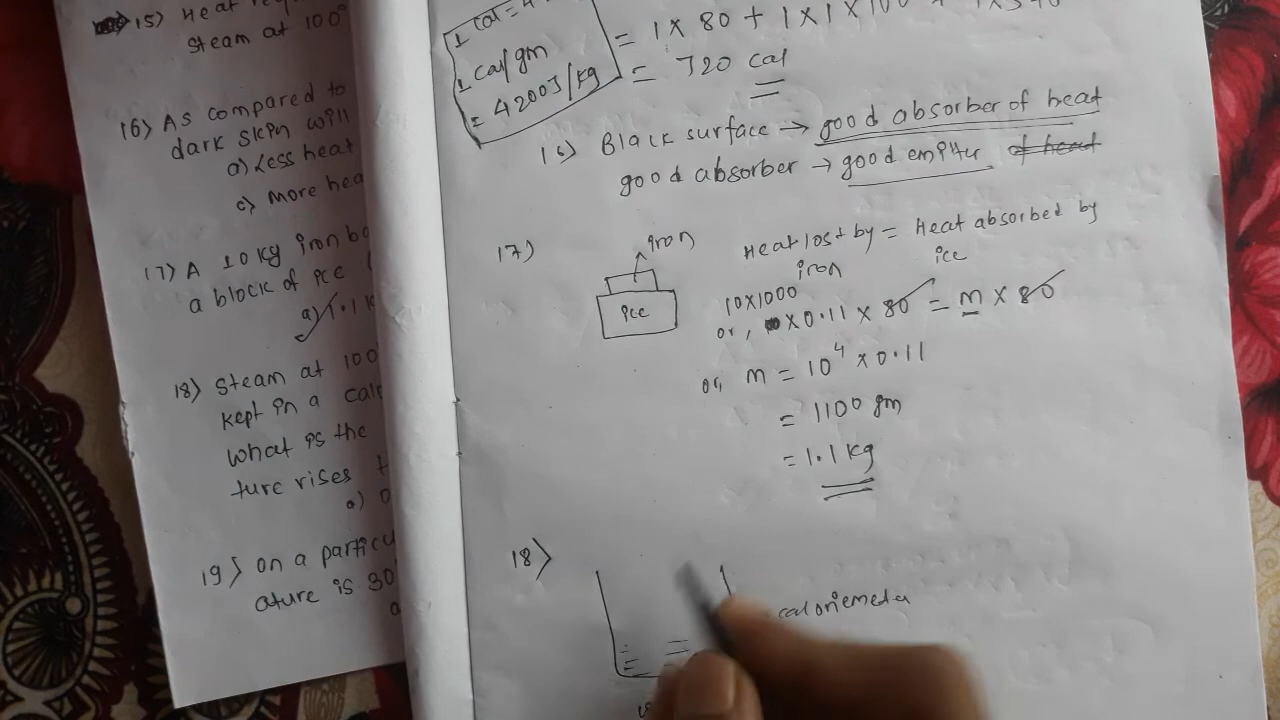 15) Heat
steam at 100°
16) As compared to
dark skin will
a) Less heat
c) More hea
17) A 10 kg iron
a block of ice
a) 1.1 k
18) Steam at 100
kept in a
what is the
ture rises
a) 0
19) on a
ature is 30
1 cal = 4
1 cal/gm
= 4200J/kg
= 1 x 80 + 1 x 1 x 100 + 1x540
= 720 cal
16) Black surface → good absorber of heat
good absorber → good emitter of heat
17)
iron
ice
Heat lost by = Heat absorbed by
iron ice
10x1000
or, x 0.11 x 80 = m x 80
or, m = 10^4 x 0.11
= 1100 gm
= 1.1 kg
18)
caloriemeter